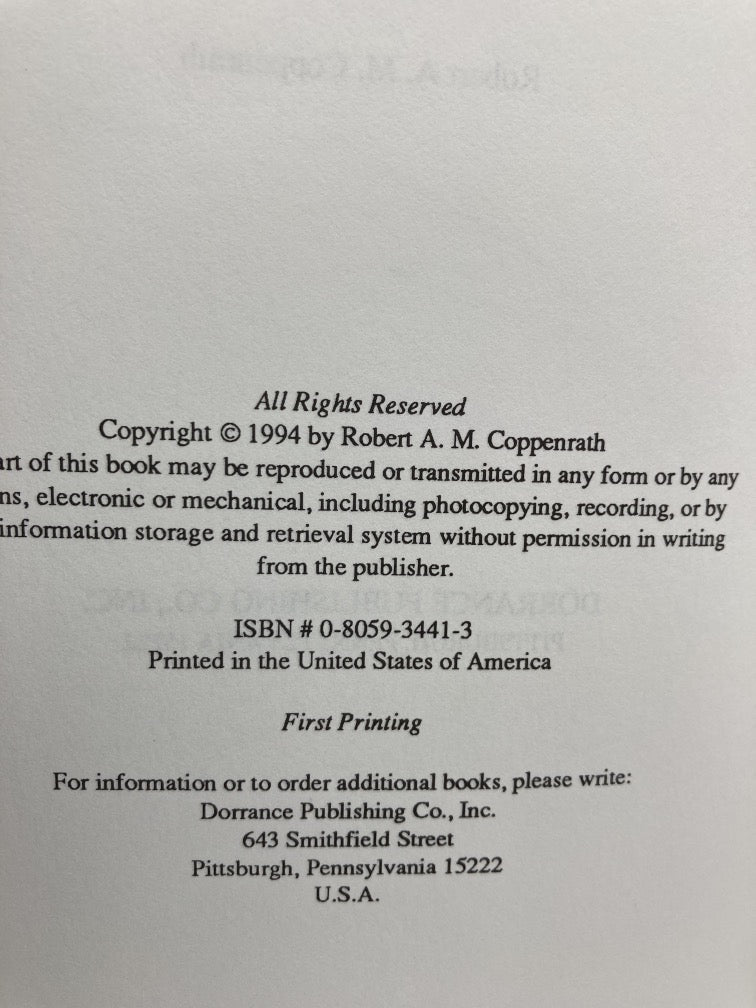 All Rights Reserved
Copyright © 1994 by Robert A. M. Coppenrath
art of this book may be reproduced or transmitted in any form or by any
ns, electronic or mechanical, including photocopying, recording, or by
information storage and retrieval system without permission in writing
from the publisher.
ISBN # 0-8059-3441-3
Printed in the United States of America
First Printing
For information or to order additional books, please write:
Dorrance Publishing Co., Inc.
643 Smithfield Street
Pittsburgh, Pennsylvania 15222
U.S.A.